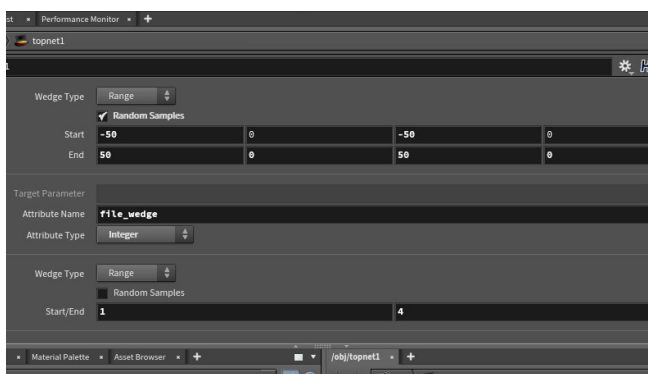 st Performance Monitor +
topnet1
1
Wedge Type Range
Random Samples
Start -50 0 -50 0
End 50 0 50 0
Target Parameter
Attribute Name file_wedge
Attribute Type Integer
Wedge Type Range
Random Samples
Start/End 1 4
Material Palette Asset Browser + /obj/topnet1 +